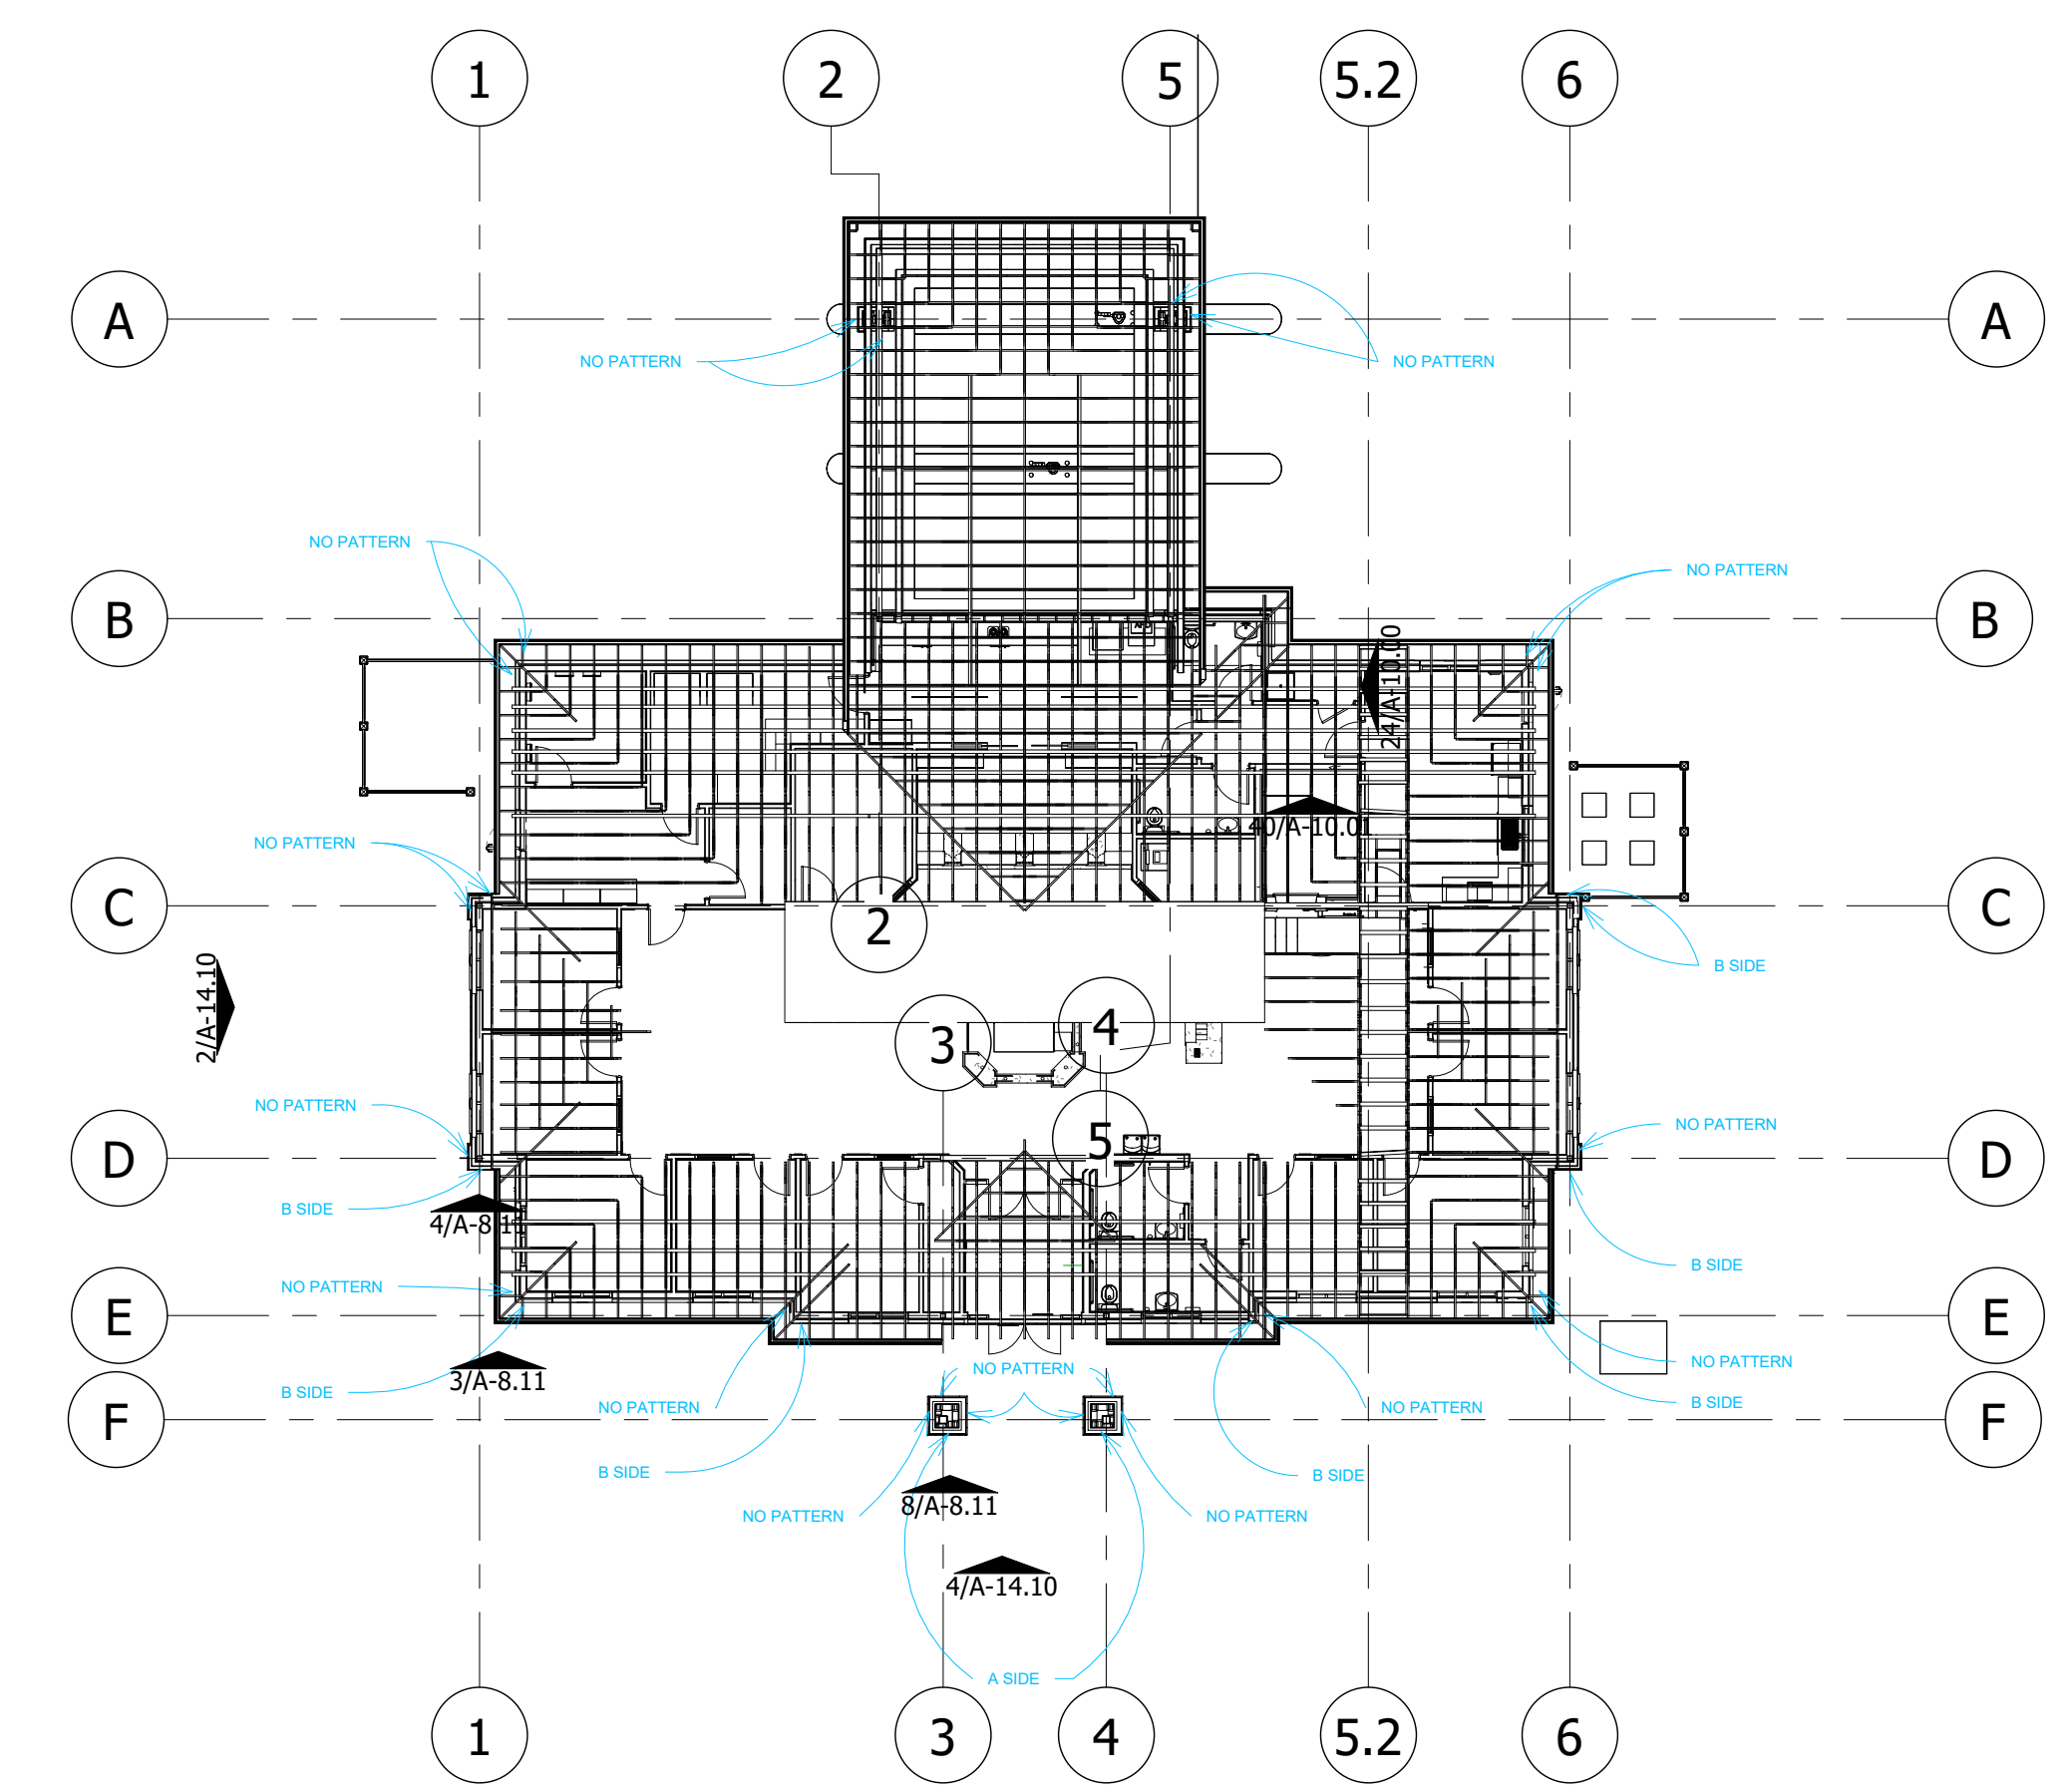 1
2
5
5.2
6
A
A
NO PATTERN
NO PATTERN
NO PATTERN
NO PATTERN
B
B
24/A-10.00
NO PATTERN
40/A-10.01
C
2
C
B SIDE
2/A-14.10
3
4
NO PATTERN
NO PATTERN
D
5
D
B SIDE
4/A-8.1
B SIDE
NO PATTERN
E
E
NO PATTERN
NO PATTERN
3/A-8.11
B SIDE
B SIDE
NO PATTERN
NO PATTERN
F
F
B SIDE
B SIDE
8/A-8.11
NO PATTERN
NO PATTERN
4/A-14.10
A SIDE
1
3
4
5.2
6